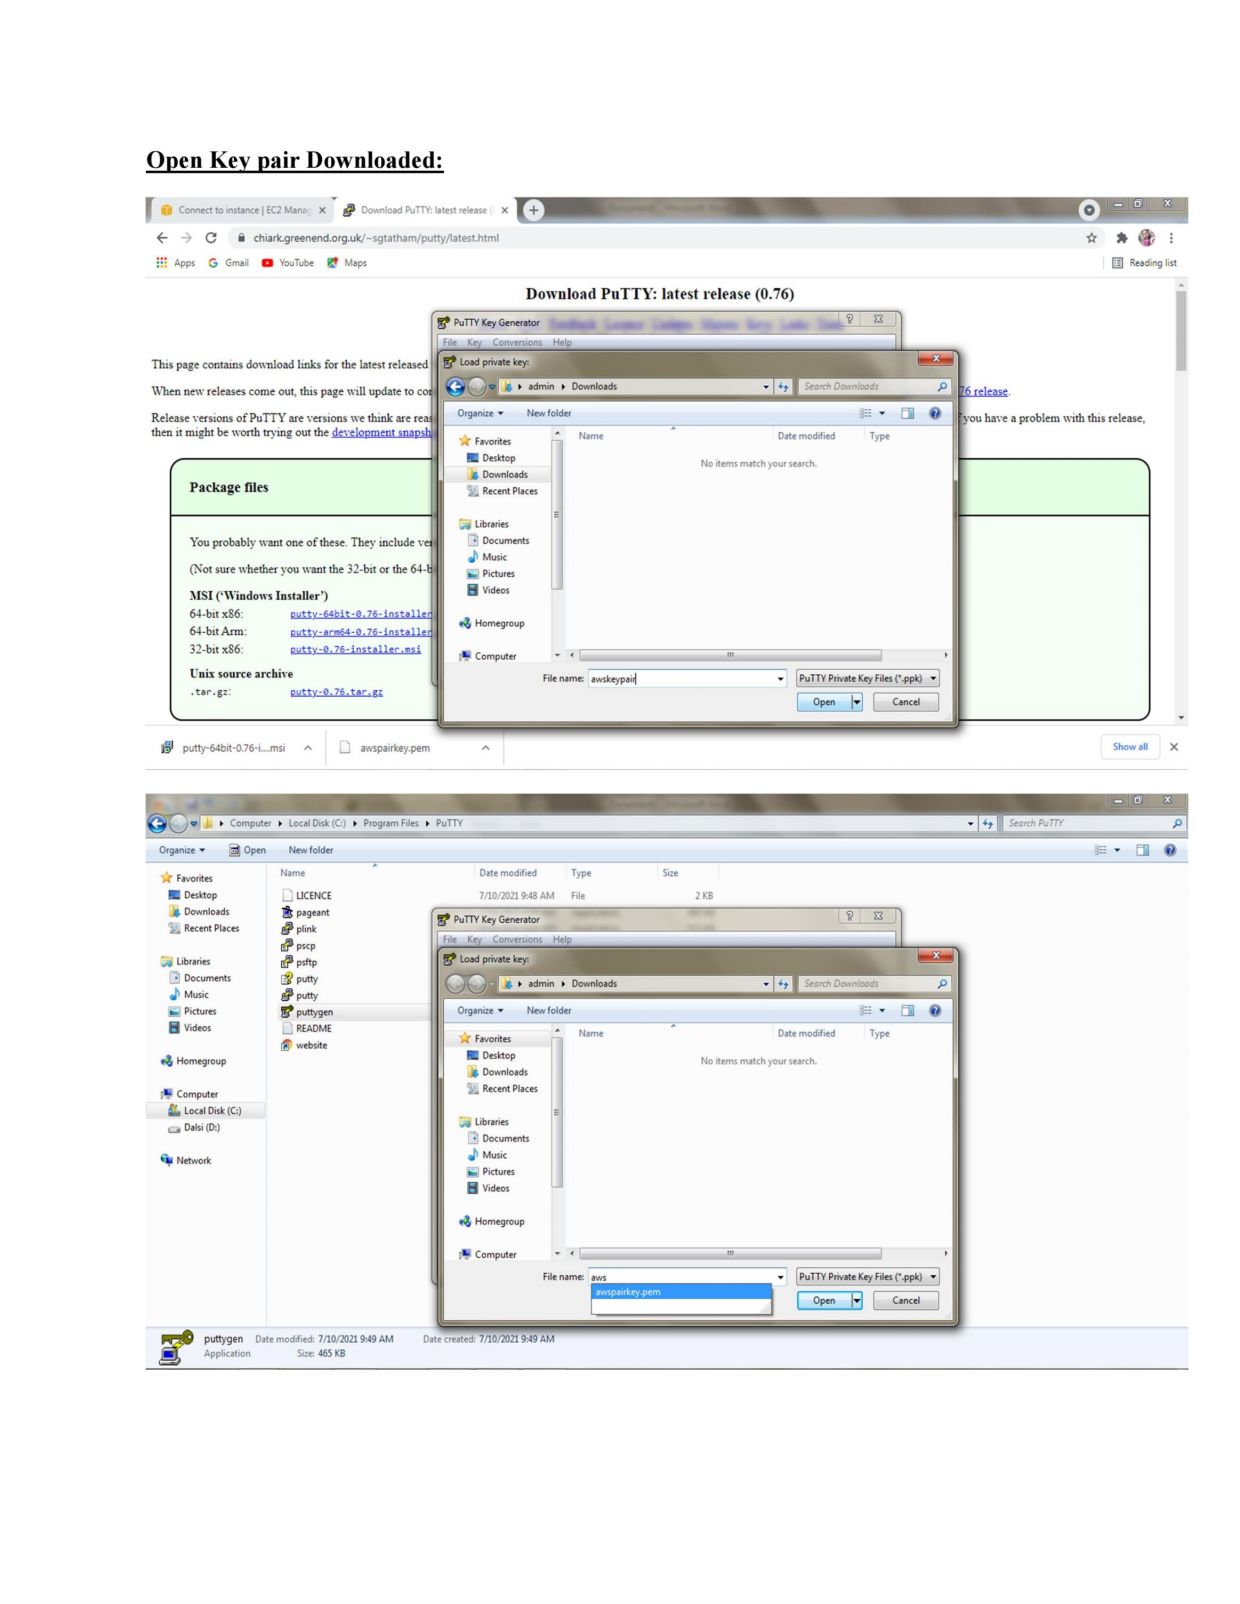 Open Key pair Downloaded:
Connect to instance | EC2 Manag
Download PuTTY: latest release (
chiark.greenend.org.uk/~sgtatham/putty/latest.html
Apps Gmail YouTube Maps Reading list
Download PuTTY: latest release (0.76)
PuTTY Key Generator
File Key Conversions Help
This page contains download links for the latest released
Load private key:
admin Downloads Search Downloads
When new releases come out, this page will update to con
76 release.
Organize New folder
Release versions of PuTTY are versions we think are reas
f you have a problem with this release,
then it might be worth trying out the development snapsh
Name Date modified Type
No items match your search.
Favorites
Desktop
Downloads
Recent Places
Libraries
Documents
Music
Pictures
Videos
Homegroup
Computer
Package files
You probably want one of these. They include ver
(Not sure whether you want the 32-bit or the 64-b
MSI (‘Windows Installer’)
64-bit x86: putty-64bit-0.76-installer
64-bit Arm: putty-arm64-0.76-installer
32-bit x86: putty-0.76-installer.msi
Unix source archive
.tar.gz: putty-0.76.tar.gz
File name: awskeypair PuTTY Private Key Files (*.ppk)
Open Cancel
putty-64bit-0.76-i....msi awspairkey.pem Show all
Computer Local Disk (C:) Program Files PuTTY Search PuTTY
Organize Open New folder
Favorites
Desktop
Downloads
Recent Places
Libraries
Documents
Music
Pictures
Videos
Homegroup
Computer
Local Disk (C:)
Dalsi (D:)
Network
Name Date modified Type Size
LICENCE 7/10/2021 9:48 AM File 2 KB
pageant
plink
pscp
psftp
putty
putty
puttygen
README
website
PuTTY Key Generator
File Key Conversions Help
Load private key:
admin Downloads Search Downloads
Organize New folder
Name Date modified Type
No items match your search.
Favorites
Desktop
Downloads
Recent Places
Libraries
Documents
Music
Pictures
Videos
Homegroup
Computer
File name: aws PuTTY Private Key Files (*.ppk)
awspairkey.pem
Open Cancel
puttygen Date modified: 7/10/2021 9:49 AM Date created: 7/10/2021 9:49 AM
Application Size: 465 KB